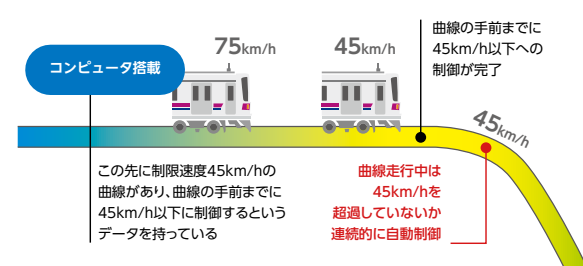 コンピュータ搭載
75km/h
45km/h
曲線の手前までに
45km/h以下への
制御が完了
45km/h
この先に制限速度45km/hの
曲線があり、曲線の手前までに
45km/h以下に制御するという
データを持っている
曲線走行中は
45km/hを
超過していないか
連続的に自動制御